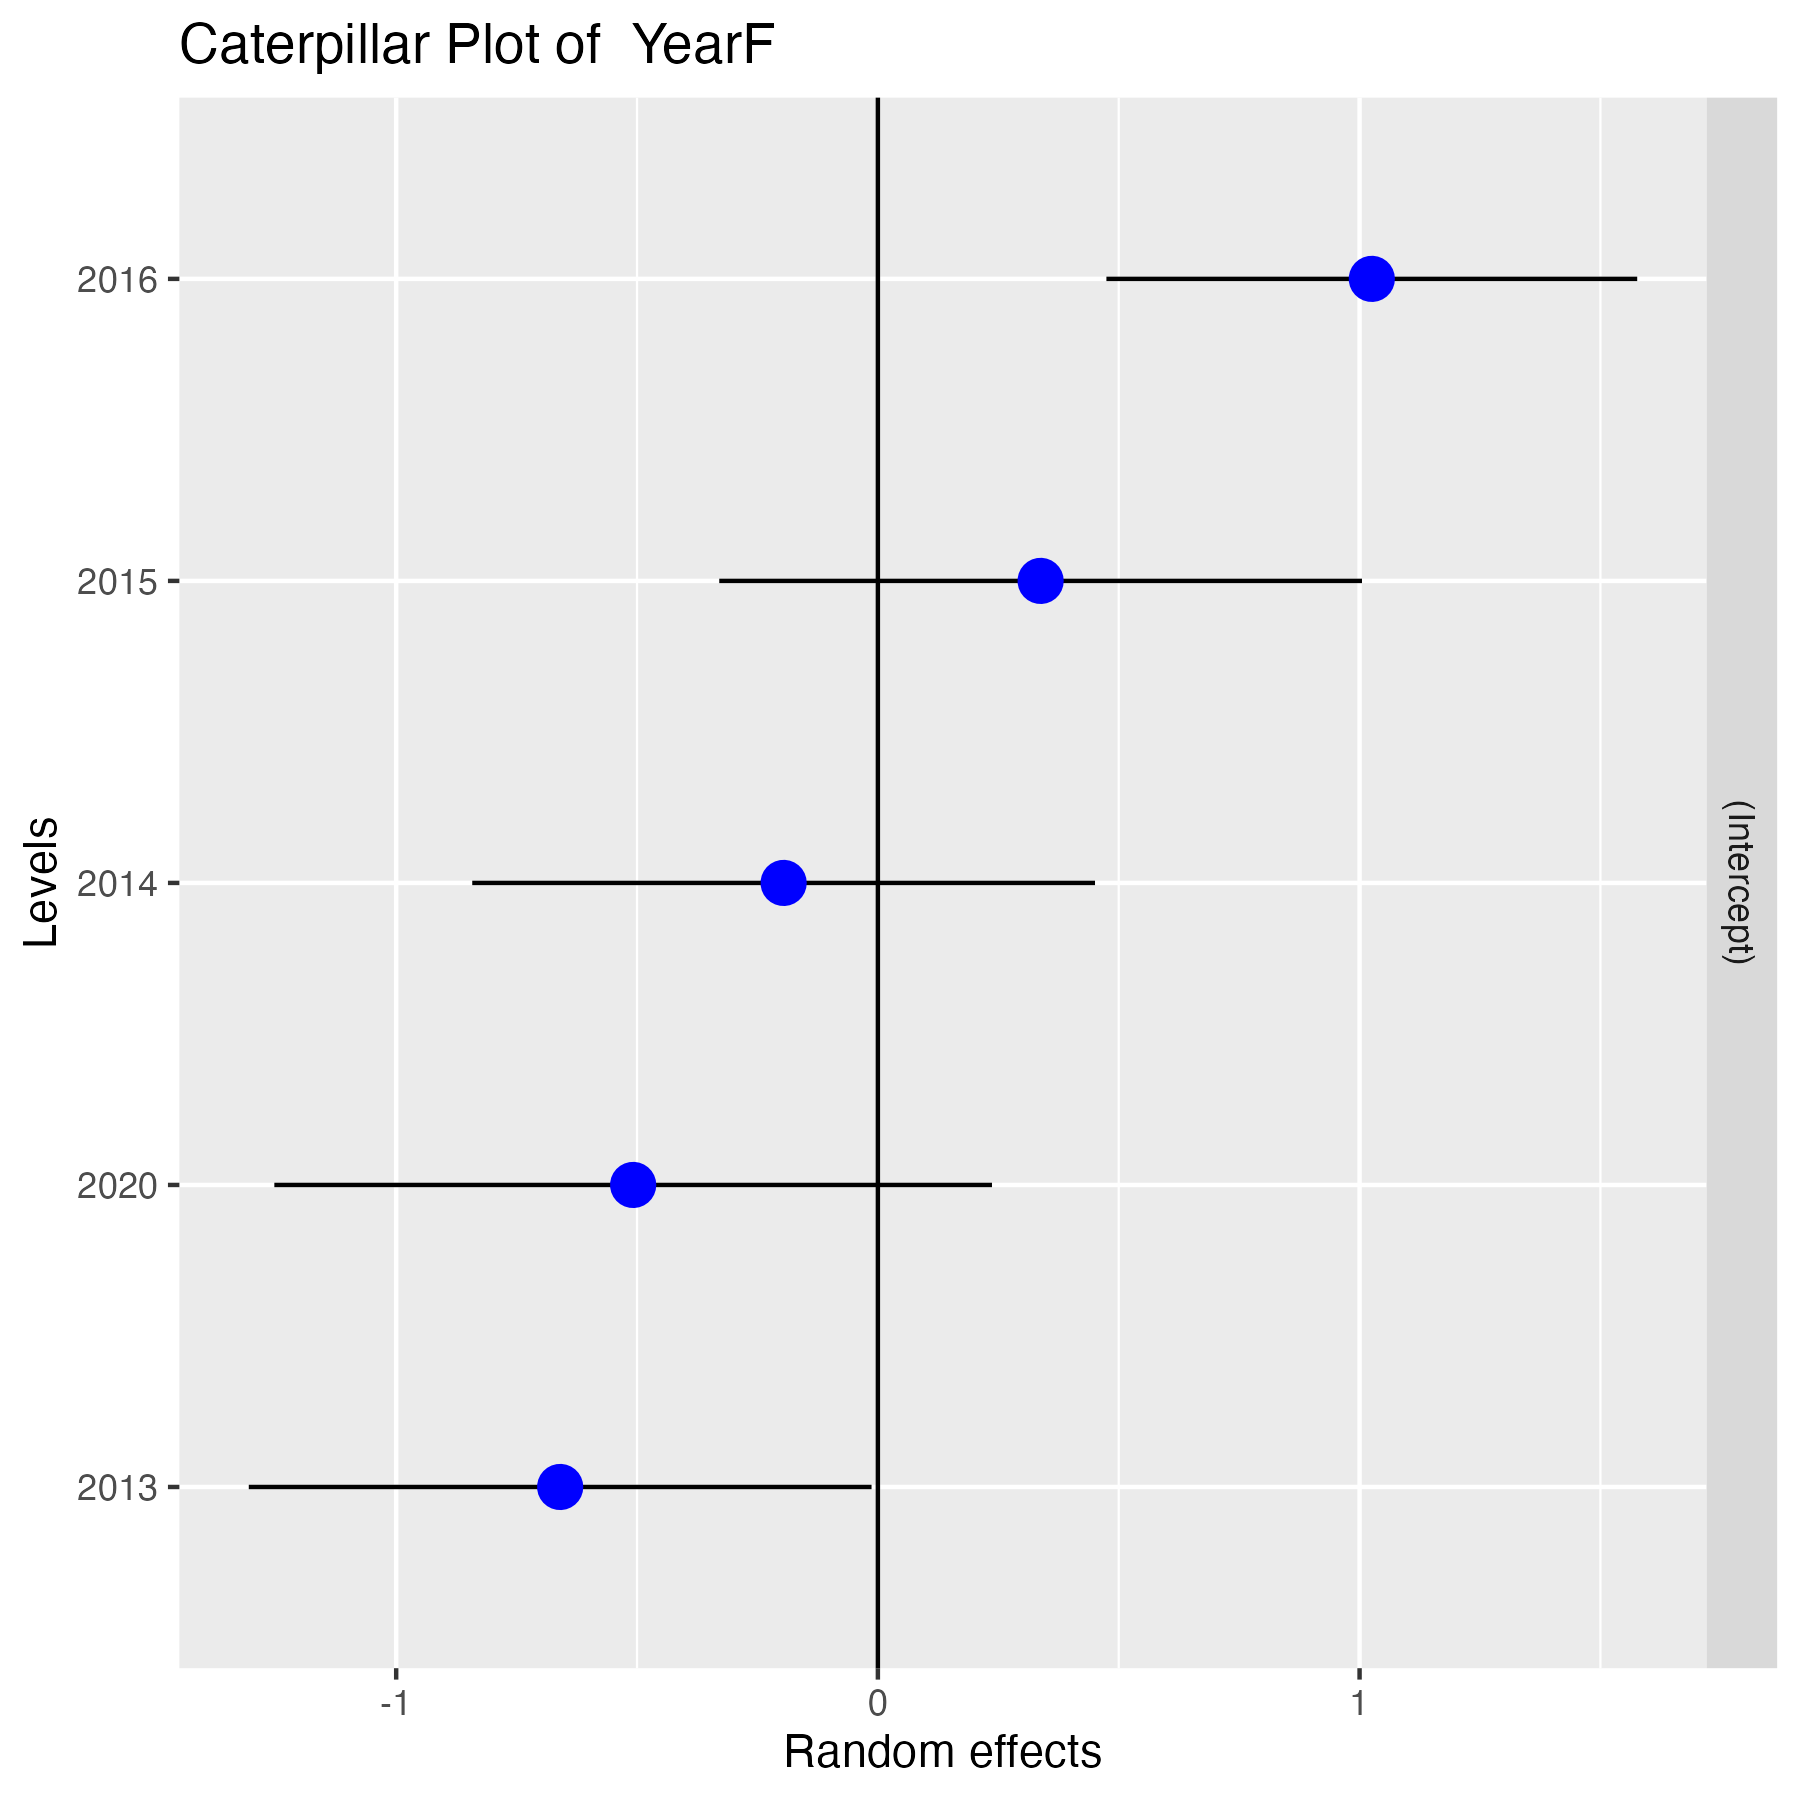 Caterpillar Plot of  YearF
2016
2015
2014
2020
2013
Levels
(Intercept)
-1
0
1
Random effects